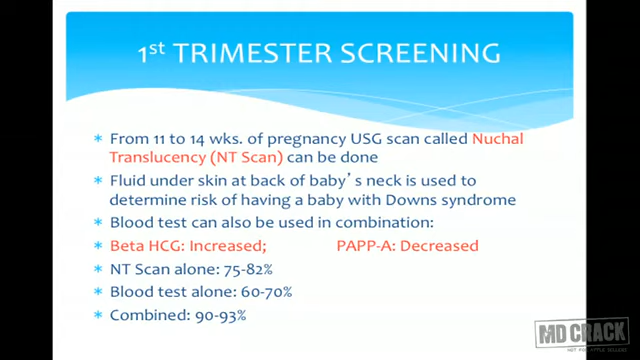 1st TRIMESTER SCREENING
* From 11 to 14 wks. of pregnancy USG scan called Nuchal
Translucency (NT Scan) can be done
* Fluid under skin at back of baby's neck is used to
determine risk of having a baby with Downs syndrome
* Blood test can also be used in combination:
* Beta HCG: Increased; PAPP-A: Decreased
* NT Scan alone: 75-82%
* Blood test alone: 60-70%
* Combined: 90-93%
MD CRACK